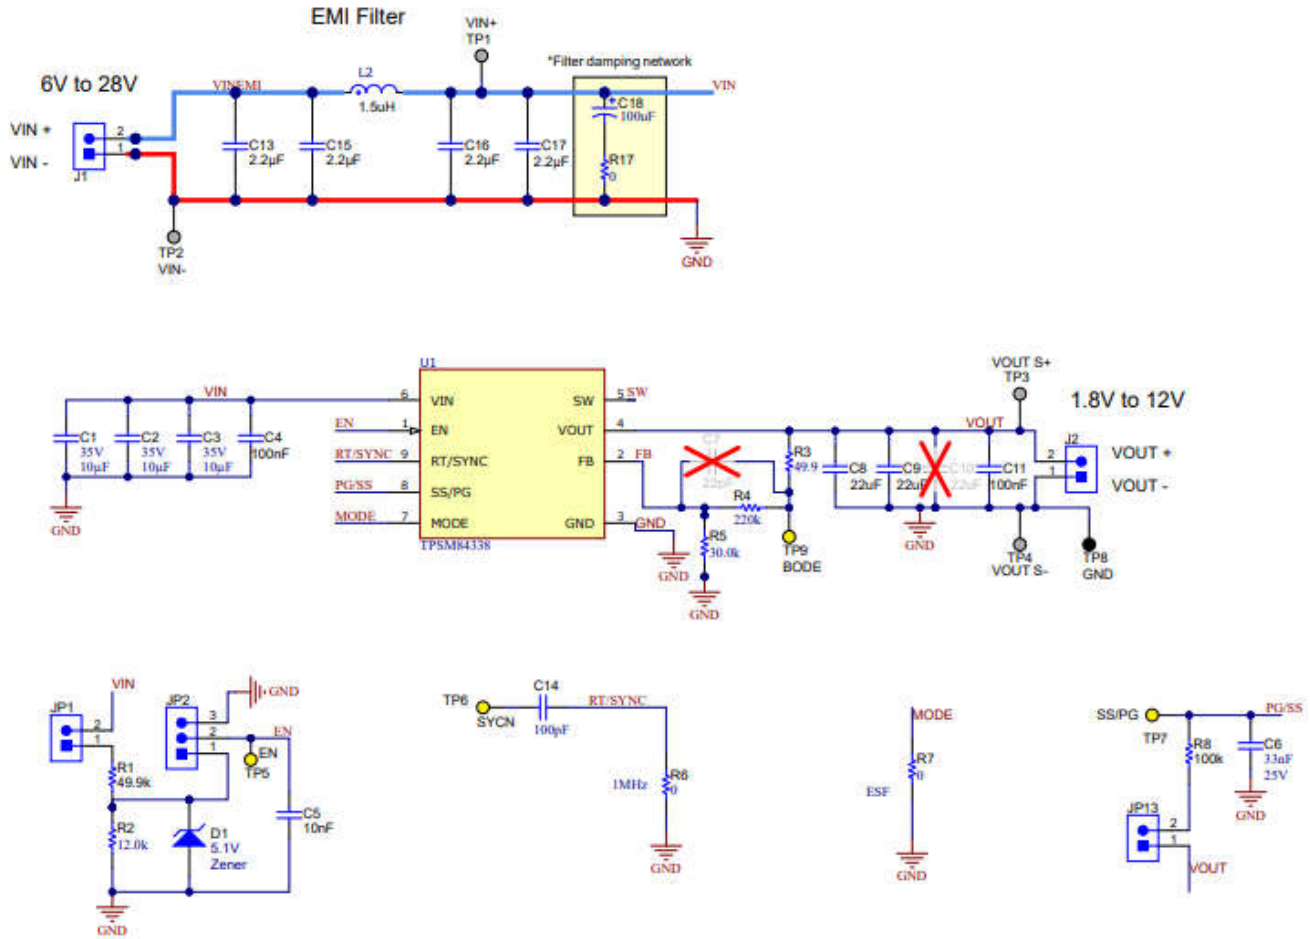 EMI Filter
VIN+
TP1
*Filter damping network
6V to 28V
VINEMI
L2
1.5uH
VIN
VIN +
VIN -
2
1
J1
C13
2.2µF
C15
2.2µF
C16
2.2µF
C17
2.2µF
+
C18
100uF
R17
0
TP2
VIN-
GND
U1
VIN
6
VIN
EN
1
EN
RT/SYNC
9
RT/SYNC
PG/SS
8
SS/PG
MODE
7
MODE
SW
5
SW
VOUT
4
FB
2
FB
GND
3
GND
TPSM84338
C1
35V
10µF
C2
35V
10µF
C3
35V
10µF
C4
100nF
GND
GND
C7
22pF
R3
49.9
R4
220k
R5
30.0k
GND
TP9
BODE
C8
22uF
C9
22uF
C10
22uF
C11
100nF
GND
VOUT S+
TP3
VOUT
1.8V to 12V
J2
2
1
VOUT +
VOUT -
TP4
VOUT S-
TP8
GND
VIN
JP1
2
1
R1
49.9k
R2
12.0k
GND
JP2
3
2
1
GND
EN
EN
TP5
D1
5.1V
Zener
C5
10nF
TP6
SYCN
C14
100pF
RT/SYNC
1MHz
R6
0
GND
MODE
R7
0
ESF
GND
SS/PG
TP7
PG/SS
R8
100k
C6
33nF
25V
GND
JP13
2
1
VOUT